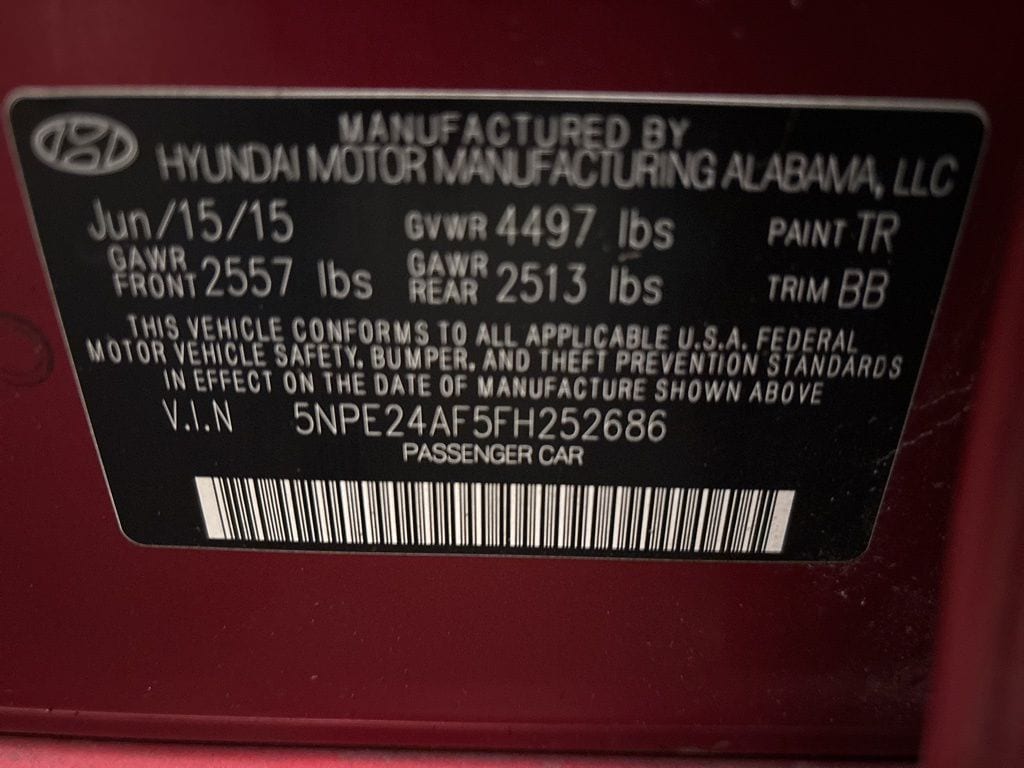 MANUFACTURED BY
HYUNDAI MOTOR MANUFACTURING ALABAMA, LLC
Jun/15/15 GVWR 4497 lbs PAINT TR
GAWR FRONT 2557 lbs GAWR REAR 2513 lbs TRIM BB
THIS VEHICLE CONFORMS TO ALL APPLICABLE U.S.A. FEDERAL
MOTOR VEHICLE SAFETY, BUMPER, AND THEFT PREVENTION STANDARDS
IN EFFECT ON THE DATE OF MANUFACTURE SHOWN ABOVE
V.I.N 5NPE24AF5FH252686
PASSENGER CAR